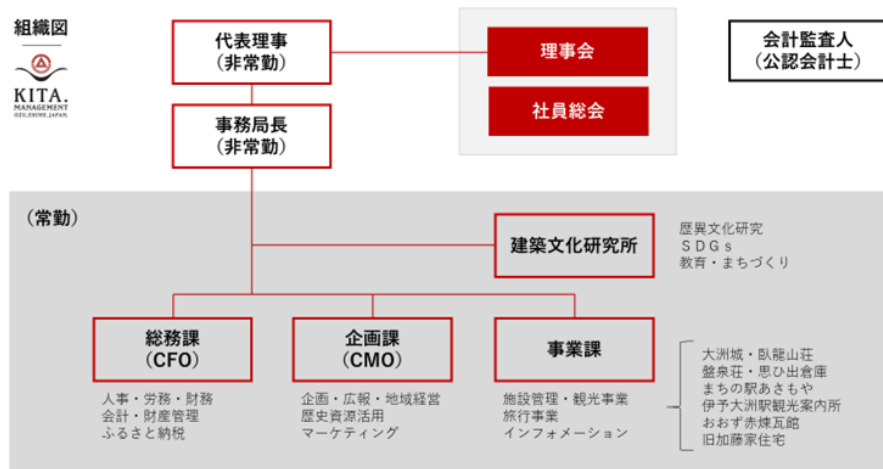 組織図
KITA.
MANAGEMENT
OZU, EHIME, JAPAN.
代表理事
(非常勤)
理事会
社員総会
会計監査人
(公認会計士)
事務局長
(非常勤)
(常勤)
建築文化研究所
歴異文化研究
SDGs
教育・まちづくり
総務課
(CFO)
人事・労務・財務
会計・財産管理
ふるさと納税
企画課
(CMO)
企画・広報・地域経営
歴史資源活用
マーケティング
事業課
施設管理・観光事業
旅行事業
インフォメーション
大洲城・臥龍山荘
盤泉荘・思ひ出倉庫
まちの駅あさもや
伊予大洲駅観光案内所
おおず赤煉瓦館
旧加藤家住宅